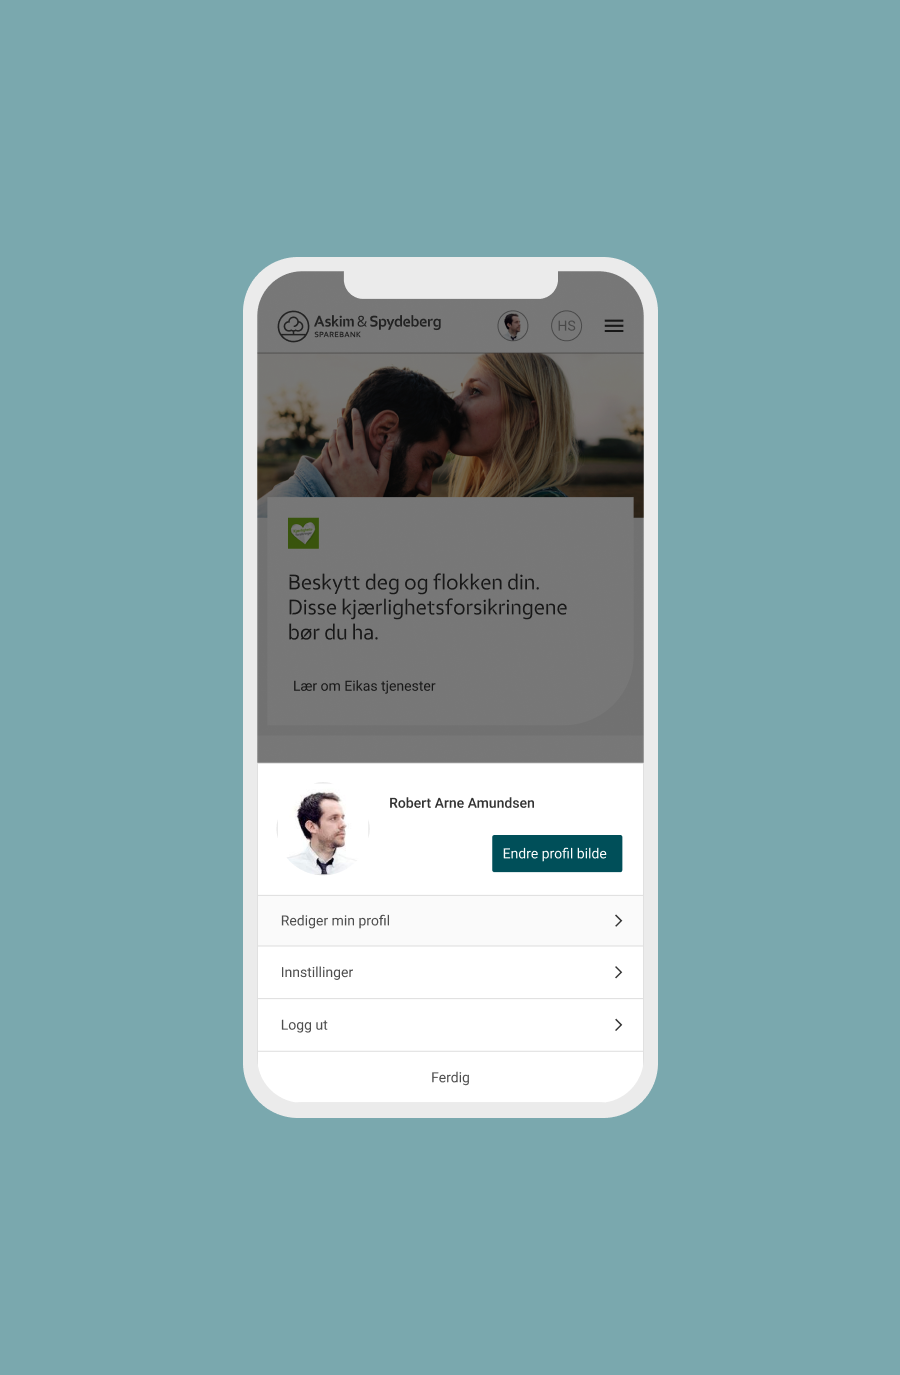 Askim & Spydeberg
SPAREBANK
HS
Beskytt deg og flokken din.
Disse kjærlighetsforsikringene
bør du ha.
Lær om Eikas tjenester
Robert Arne Amundsen
Endre profil bilde
Rediger min profil
Innstillinger
Logg ut
Ferdig